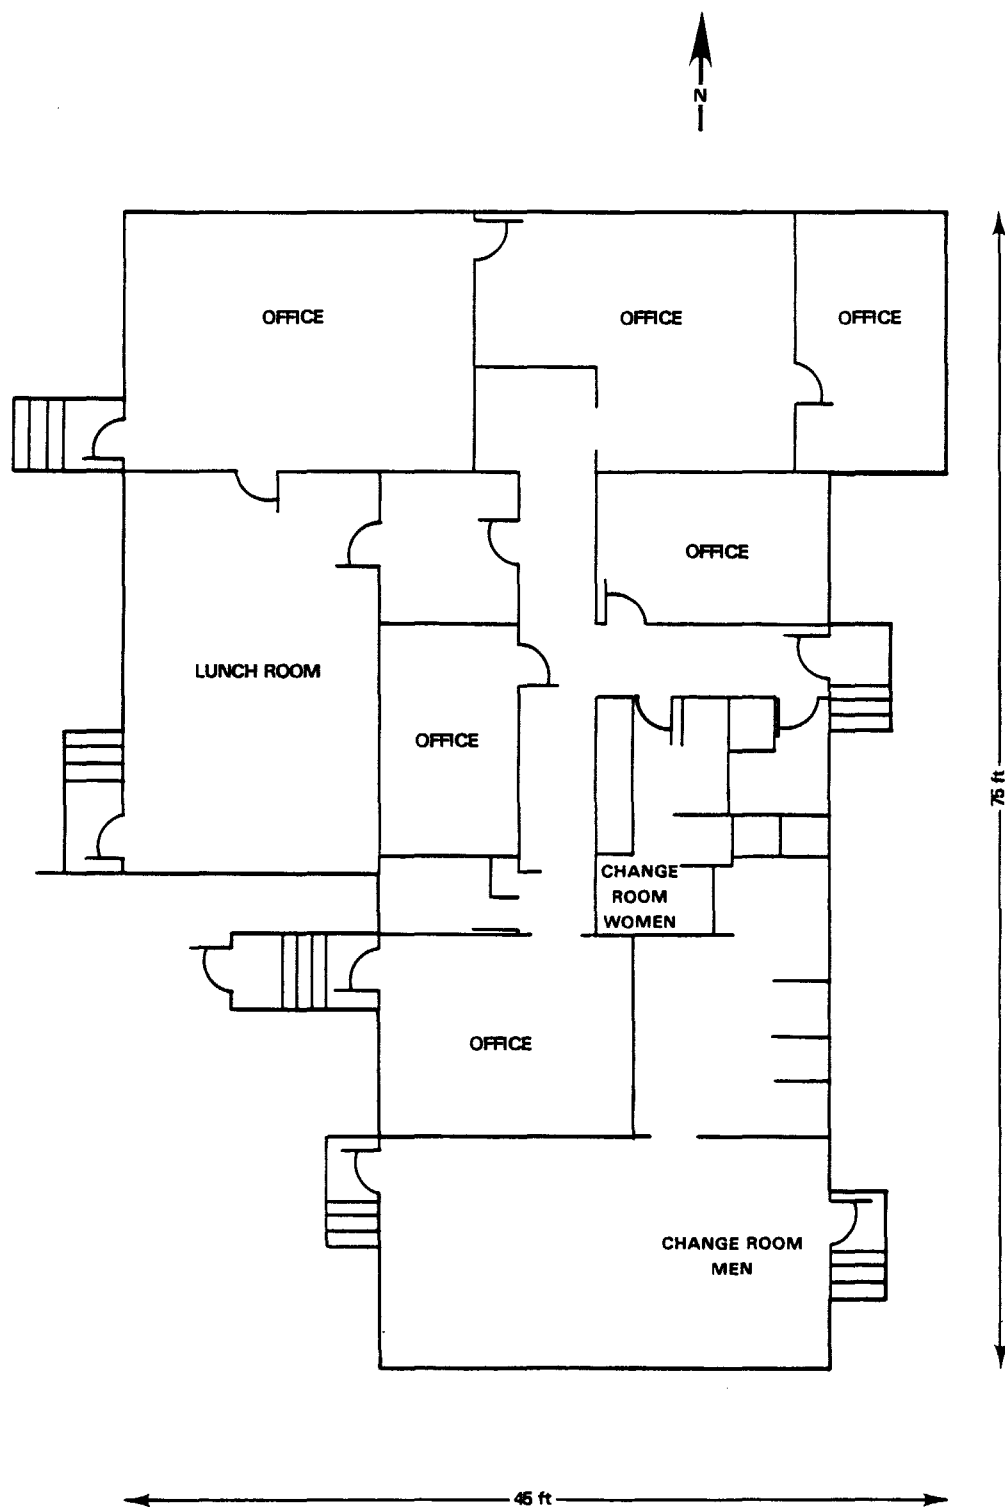 N
OFFICE
OFFICE
OFFICE
OFFICE
LUNCH ROOM
OFFICE
75 ft
CHANGE
ROOM
WOMEN
OFFICE
CHANGE ROOM
MEN
45 ft